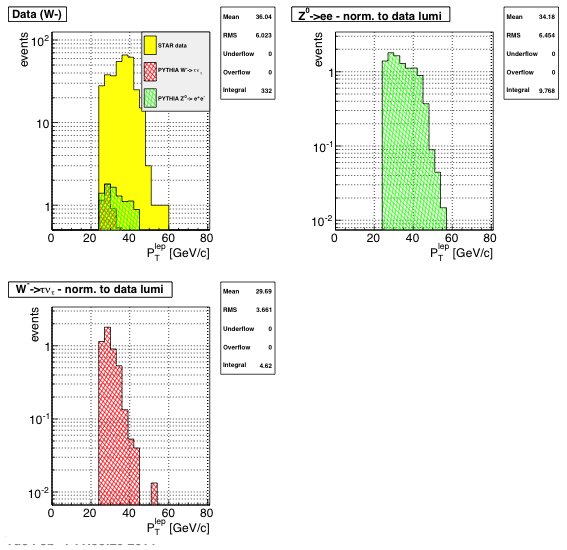 Data (W-)
events
10²
10
1
0 20 40 60 80
P_T^lep [GeV/c]
STAR data
PYTHIA W⁻->τν_τ
PYTHIA Z⁰-> e⁺e⁻
Mean 36.04
RMS 6.023
Underflow 0
Overflow 0
Integral 332
Z⁰->ee - norm. to data lumi
events
1
10⁻¹
10⁻²
0 20 40 60 80
P_T^lep [GeV/c]
Mean 34.18
RMS 6.454
Underflow 0
Overflow 0
Integral 9.768
W⁻->τν_τ - norm. to data lumi
events
1
10⁻¹
10⁻²
0 20 40 60 80
P_T^lep [GeV/c]
Mean 29.69
RMS 3.661
Underflow 0
Overflow 0
Integral 4.62